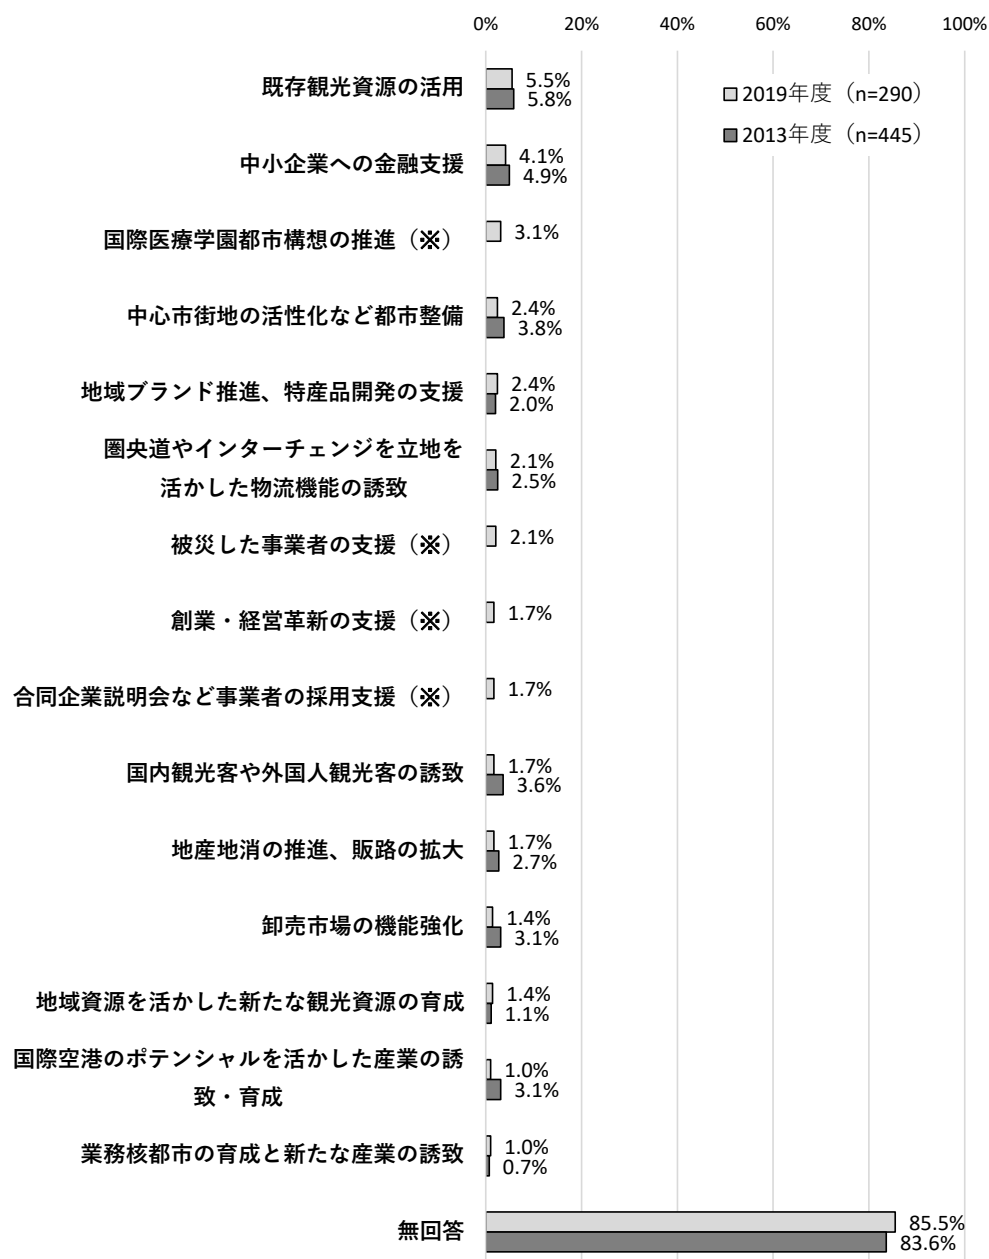 0% 20% 40% 60% 80% 100%
既存観光資源の活用
5.5%
5.8%
□2019年度（n=290）
■2013年度（n=445）
中小企業への金融支援
4.1%
4.9%
国際医療学園都市構想の推進（※）
3.1%
中心市街地の活性化など都市整備
2.4%
3.8%
地域ブランド推進、特産品開発の支援
2.4%
2.0%
圏央道やインターチェンジを立地を
活かした物流機能の誘致
2.1%
2.5%
被災した事業者の支援（※）
2.1%
創業・経営革新の支援（※）
1.7%
合同企業説明会など事業者の採用支援（※）
1.7%
国内観光客や外国人観光客の誘致
1.7%
3.6%
地産地消の推進、販路の拡大
1.7%
2.7%
卸売市場の機能強化
1.4%
3.1%
地域資源を活かした新たな観光資源の育成
1.4%
1.1%
国際空港のポテンシャルを活かした産業の誘
致・育成
1.0%
3.1%
業務核都市の育成と新たな産業の誘致
1.0%
0.7%
無回答
85.5%
83.6%